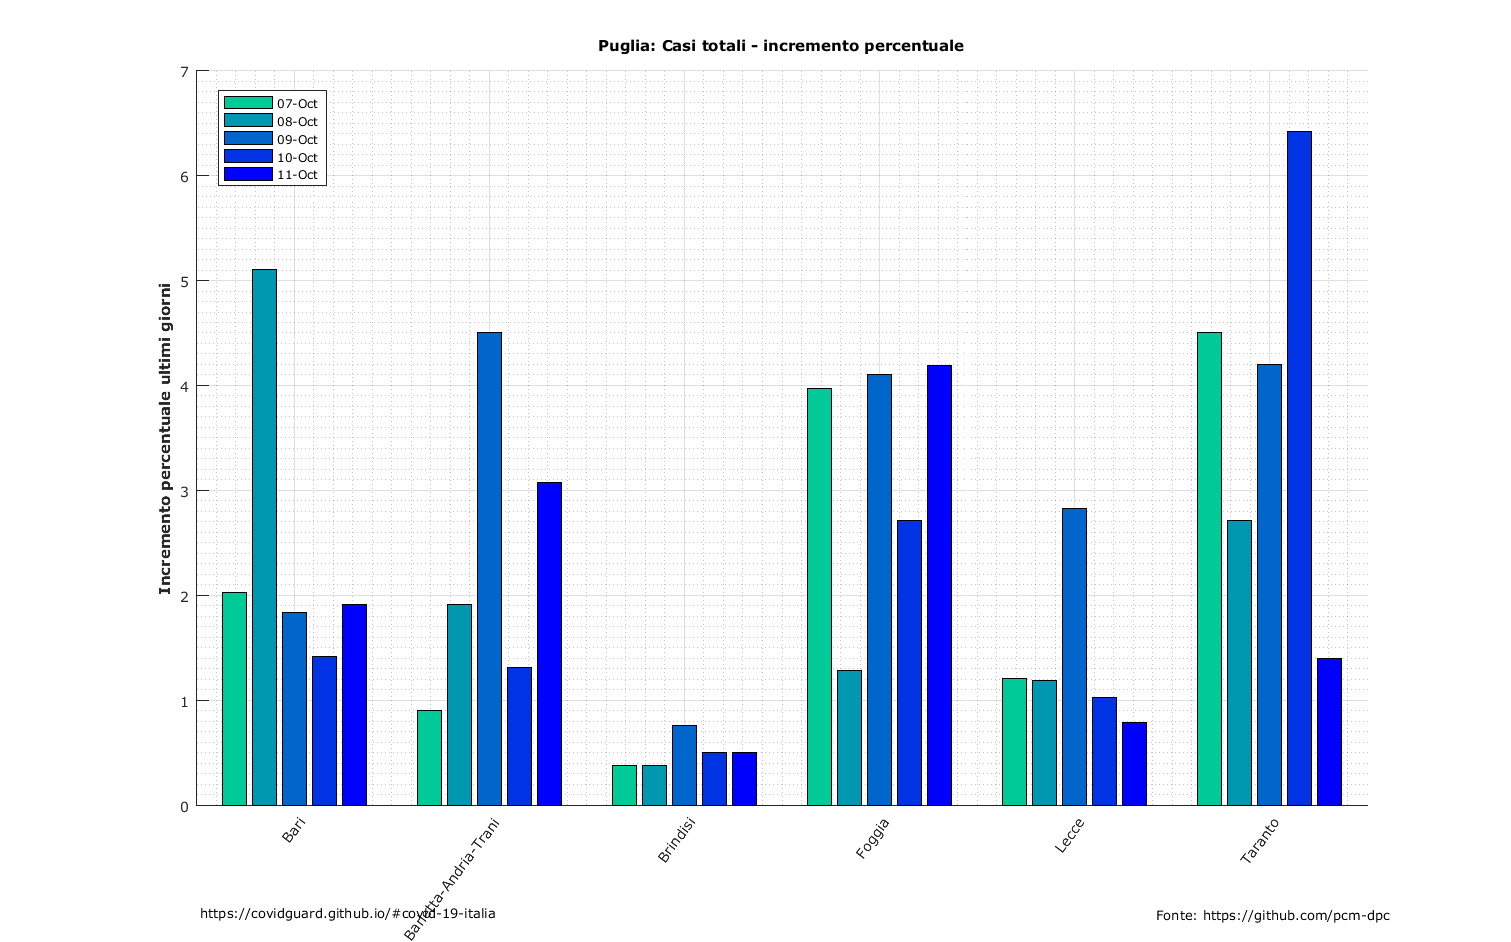 Puglia: Casi totali - incremento percentuale
Incremento percentuale ultimi giorni
7
6
5
4
3
2
1
0
07-Oct
08-Oct
09-Oct
10-Oct
11-Oct
Bari
Barletta-Andria-Trani
Brindisi
Foggia
Lecce
Taranto
https://covidguard.github.io/#covid-19-italia
Fonte: https://github.com/pcm-dpc